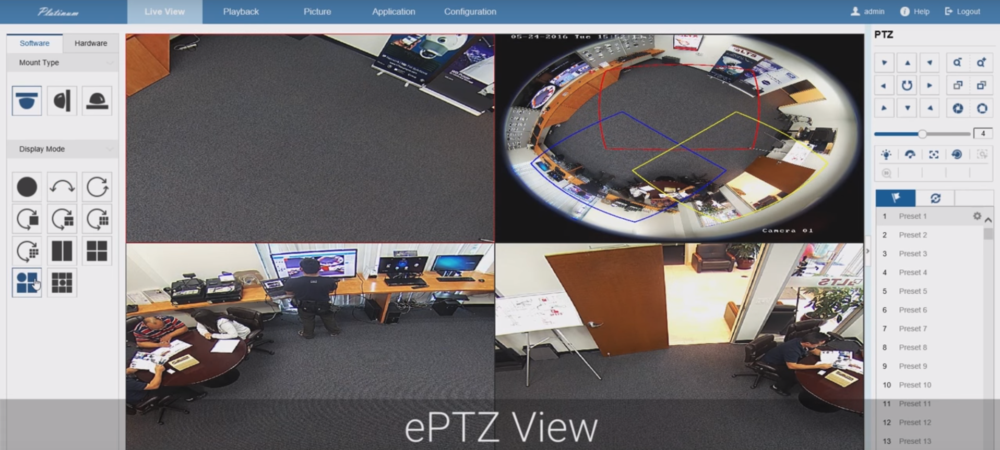 Platinum
Live View
Playback
Picture
Application
Configuration
admin
Help
Logout
Software
Hardware
Mount Type
Display Mode
05-24-2016 Tue
LTS
Camera 01
PTZ
4
1 Preset 1
2 Preset 2
3 Preset 3
4 Preset 4
5 Preset 5
6 Preset 6
7 Preset 7
8 Preset 8
9 Preset 9
10 Preset 10
11 Preset 11
12 Preset 12
13 Preset 13
ePTZ View